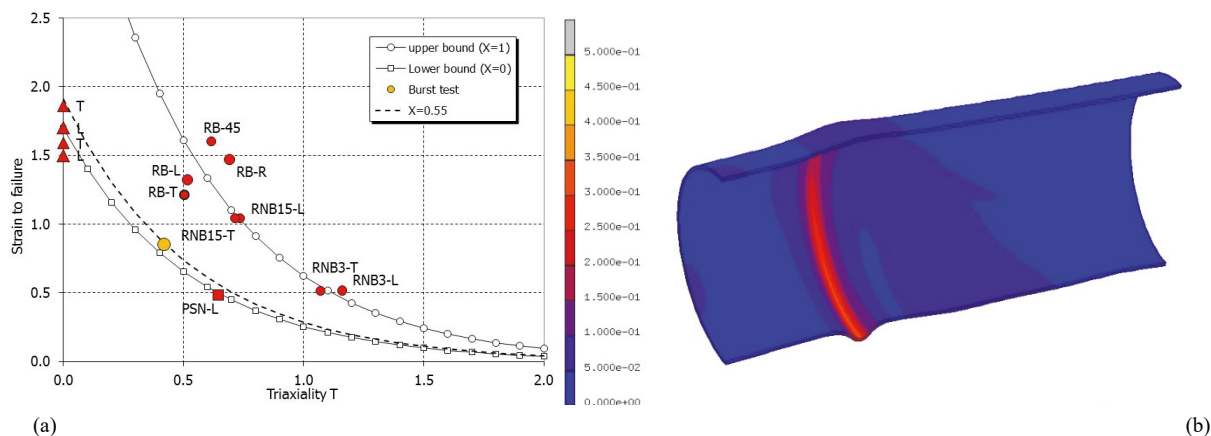 2.5
2.0
1.5
1.0
0.5
0.0
Strain to failure
0.0
0.5
1.0
1.5
2.0
Triaxiality T
upper bound (X=1)
Lower bound (X=0)
Burst test
X=0.55
T
L
T
L
RB-45
RB-R
RB-L
RB-T
RNB15-L
RNB15-T
RNB3-T
RNB3-L
PSN-L
5.000e-01
4.500e-01
4.000e-01
3.500e-01
3.000e-01
2.500e-01
2.000e-01
1.500e-01
1.000e-01
5.000e-02
0.000e+00
(a)
(b)